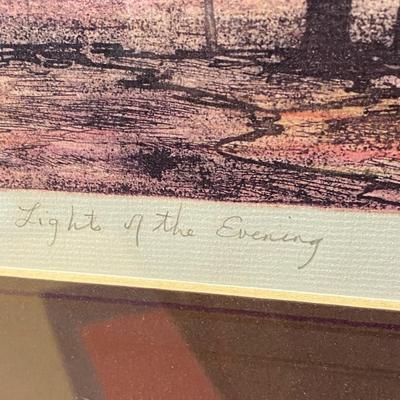 Lights of the Evening